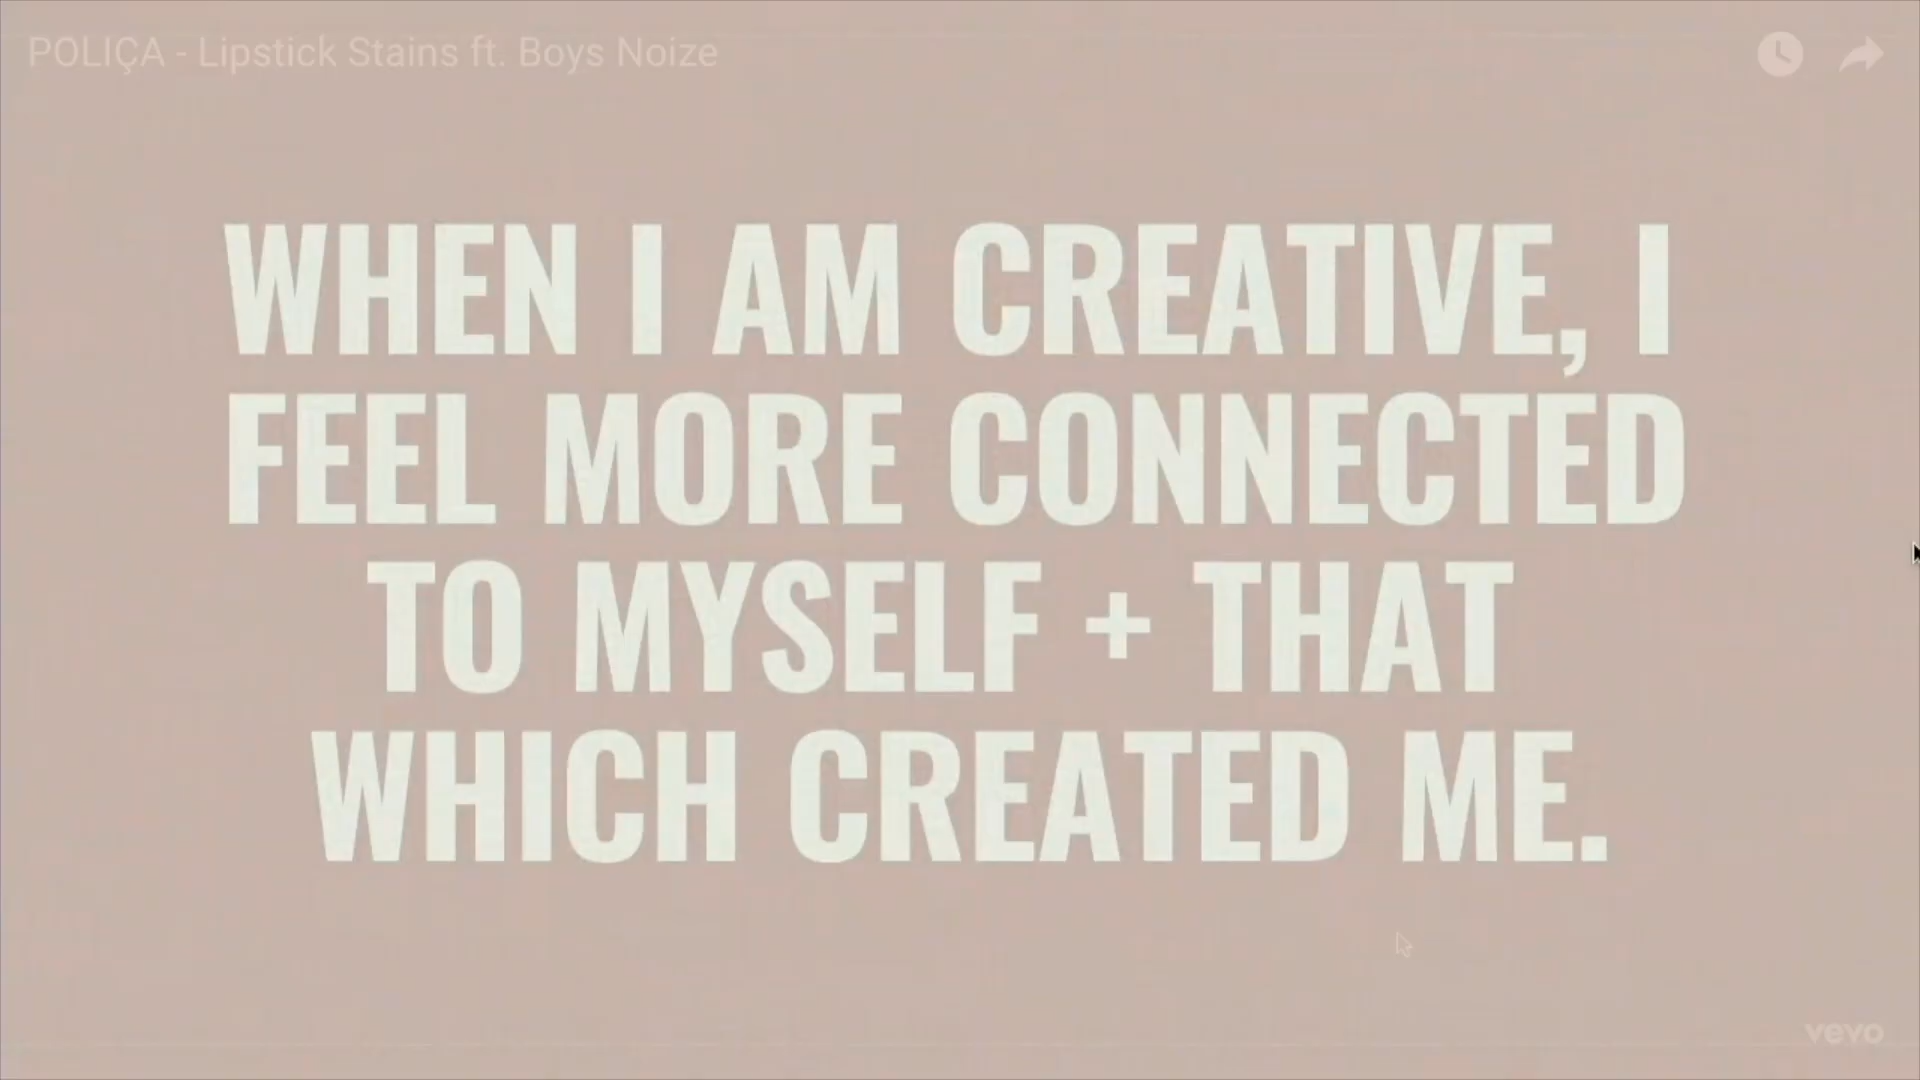 POLIÇA - Lipstick Stains ft. Boys Noize
WHEN I AM CREATIVE, I
FEEL MORE CONNECTED
TO MYSELF + THAT
WHICH CREATED ME.
vevo